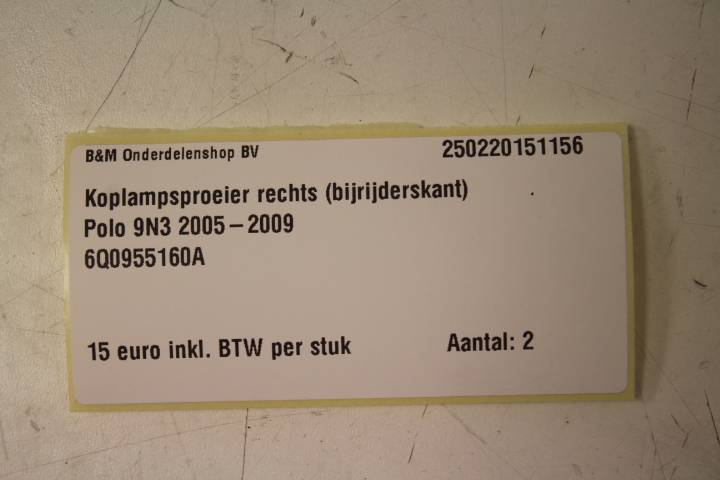 B&M Onderdelenshop BV 250220151156
Koplampsproeier rechts (bijrijderskant)
Polo 9N3 2005 – 2009
6Q0955160A
15 euro inkl. BTW per stuk Aantal: 2